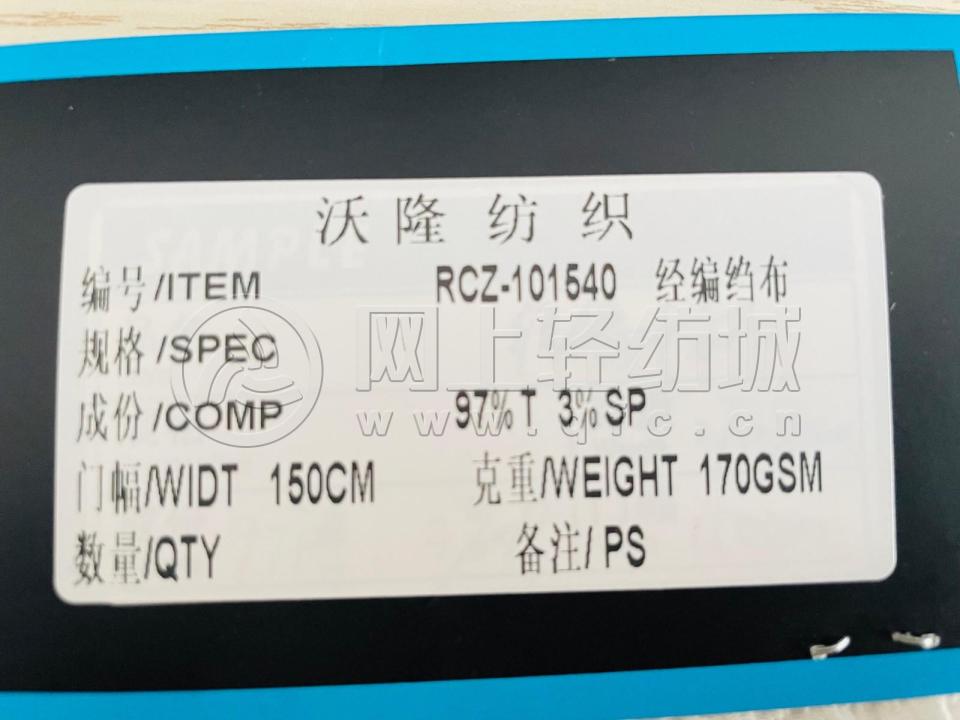 沃隆纺织
编号/ITEM RCZ-101540 经编绉布
规格/SPEC
网上轻纺城
成份/COMP 97% T 3% SP
www.tqfc.cn
门幅/WIDT 150CM 克重/WEIGHT 170GSM
数量/QTY 备注/ PS